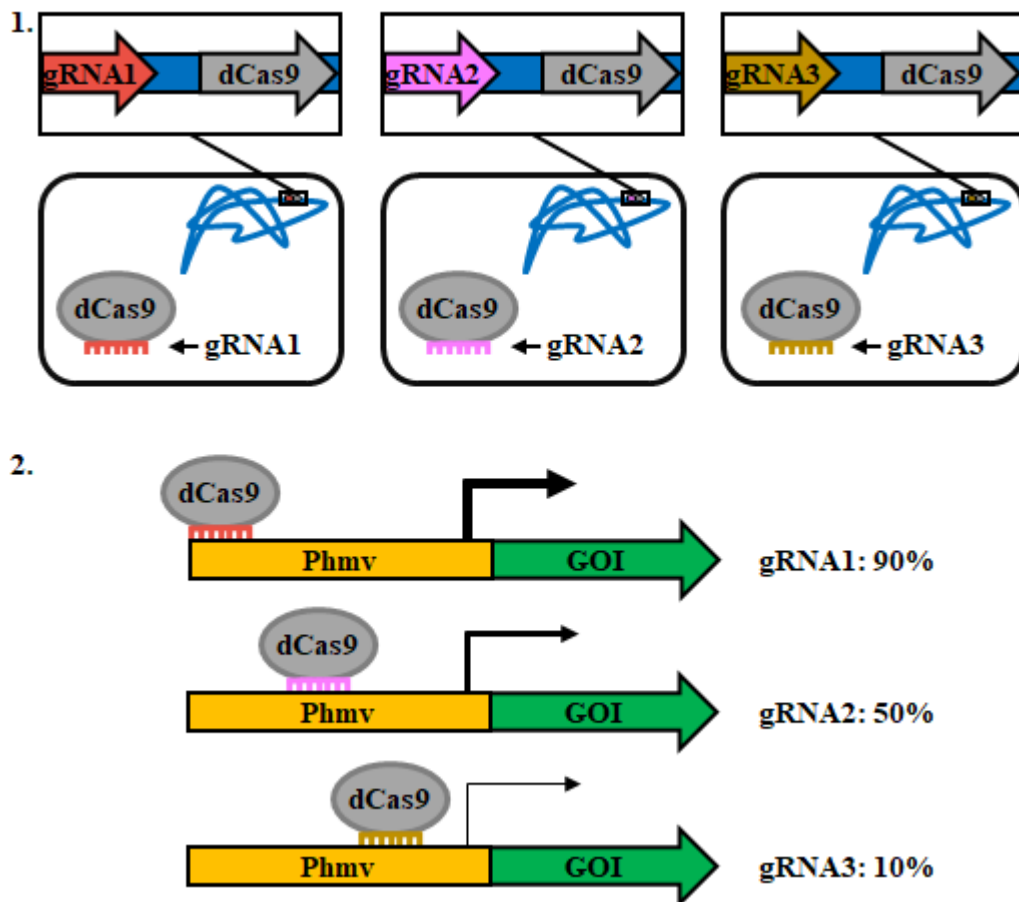 1.
gRNA1 dCas9 gRNA2 dCas9 gRNA3 dCas9
dCas9 dCas9 dCas9
gRNA1 gRNA2 gRNA3
2.
dCas9
Phmv GOI gRNA1: 90%
dCas9
Phmv GOI gRNA2: 50%
dCas9
Phmv GOI gRNA3: 10%